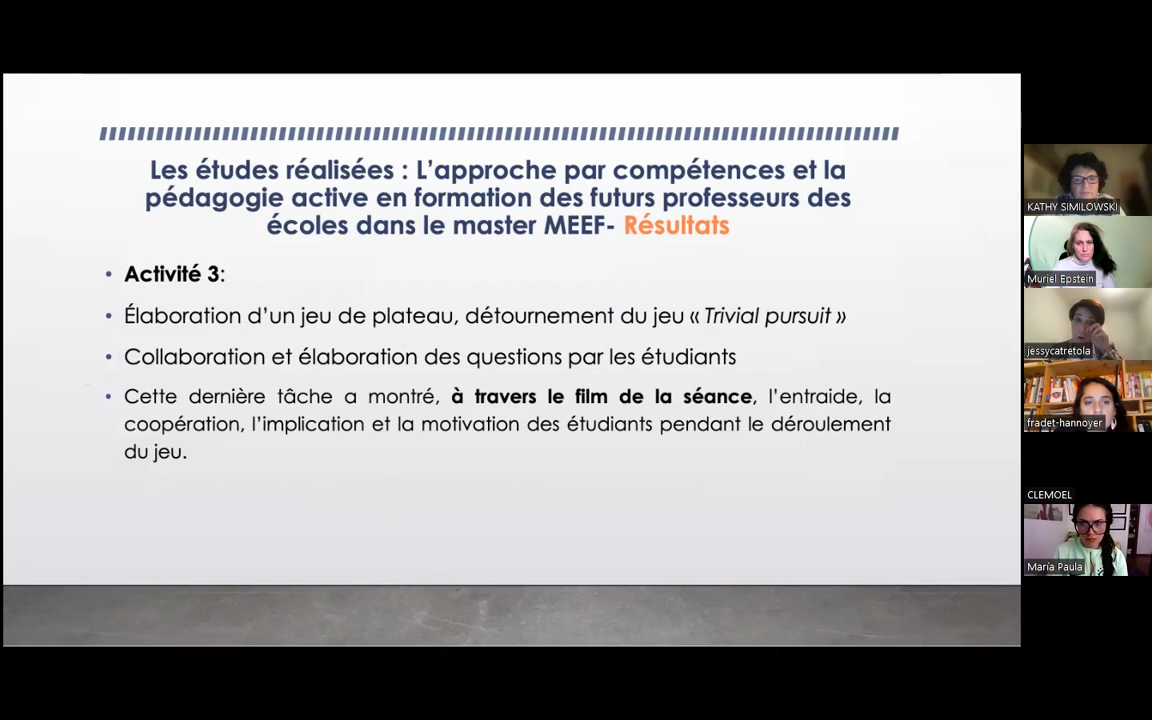 Les études réalisées : L’approche par compétences et la
pédagogie active en formation des futurs professeurs des
écoles dans le master MEEF- Résultats
• Activité 3:
• Élaboration d’un jeu de plateau, détournement du jeu « Trivial pursuit »
• Collaboration et élaboration des questions par les étudiants
• Cette dernière tâche a montré, à travers le film de la séance, l’entraide, la
coopération, l’implication et la motivation des étudiants pendant le déroulement
du jeu.
KATHY SIMILOWSKI
Muriel Epstein
jessycatretola
fradet-hannoyer
CLEMOEL
María Paula